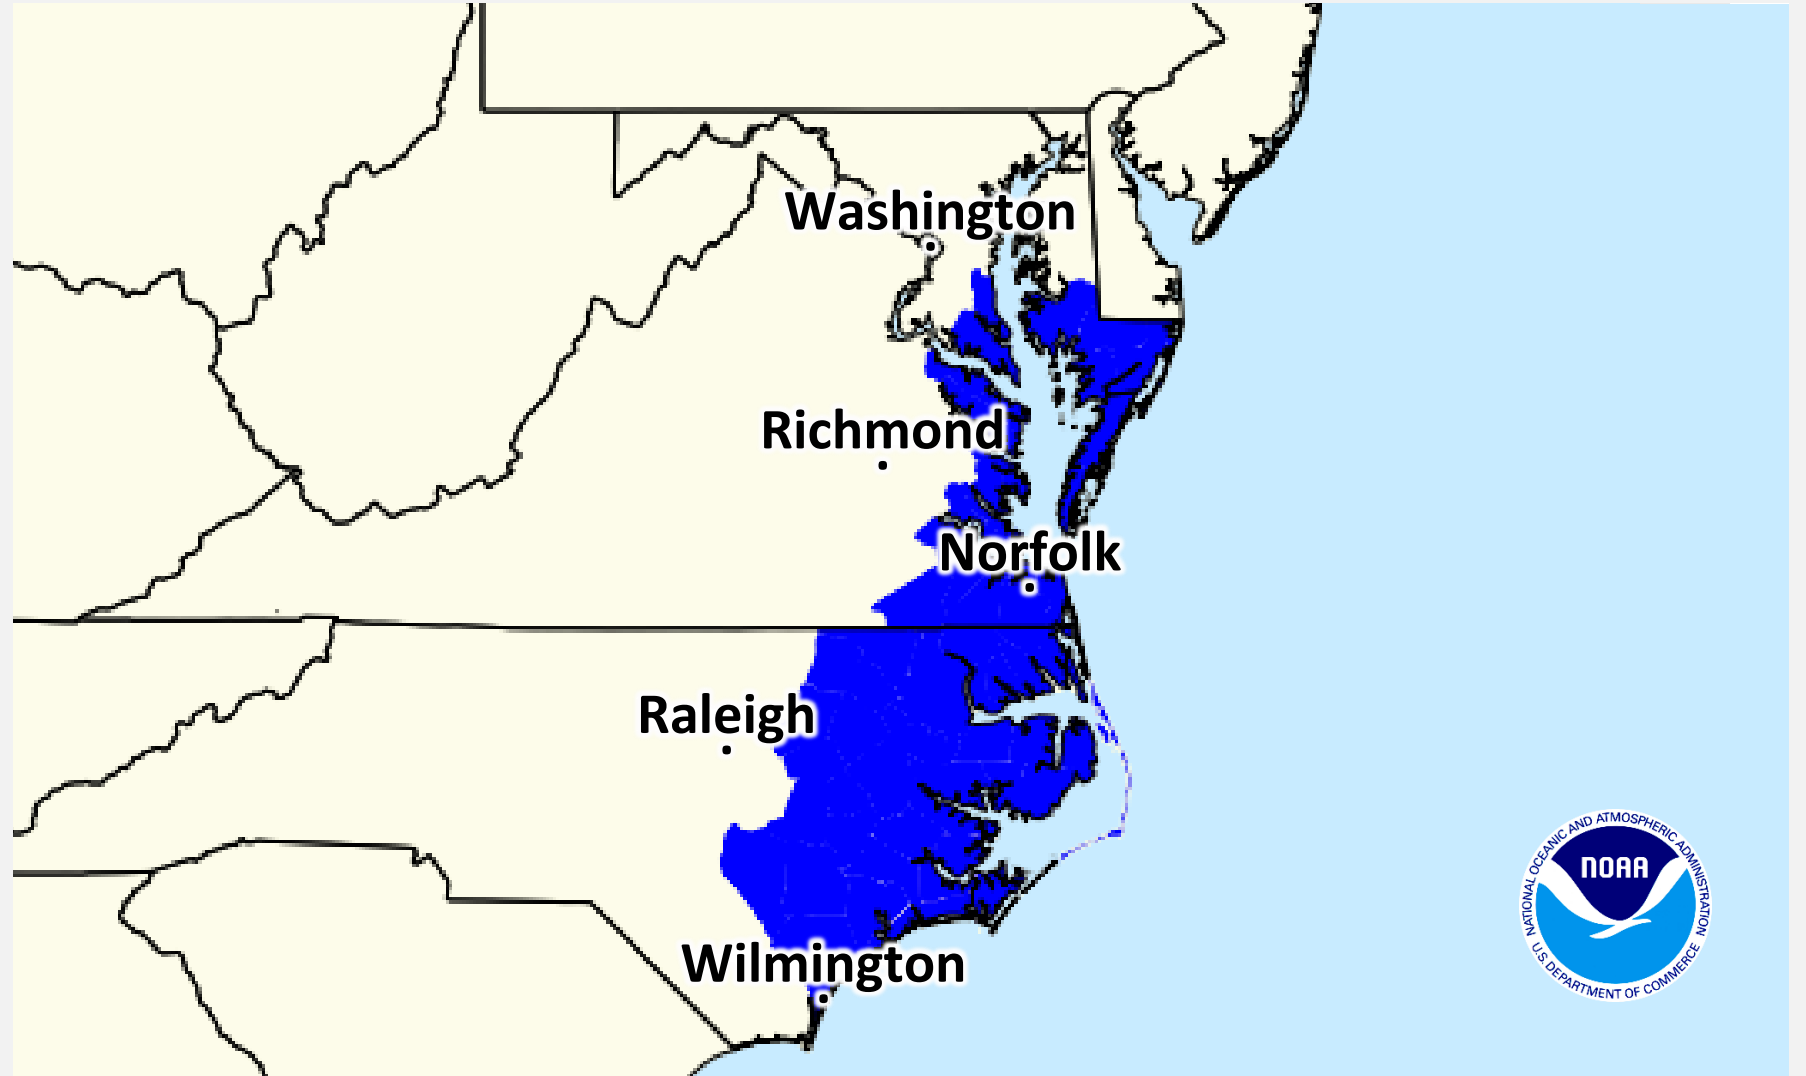 Washington
Richmond
Norfolk
Raleigh
Wilmington
NATIONAL OCEANIC AND ATMOSPHERIC ADMINISTRATION
NOAA
U.S. DEPARTMENT OF COMMERCE